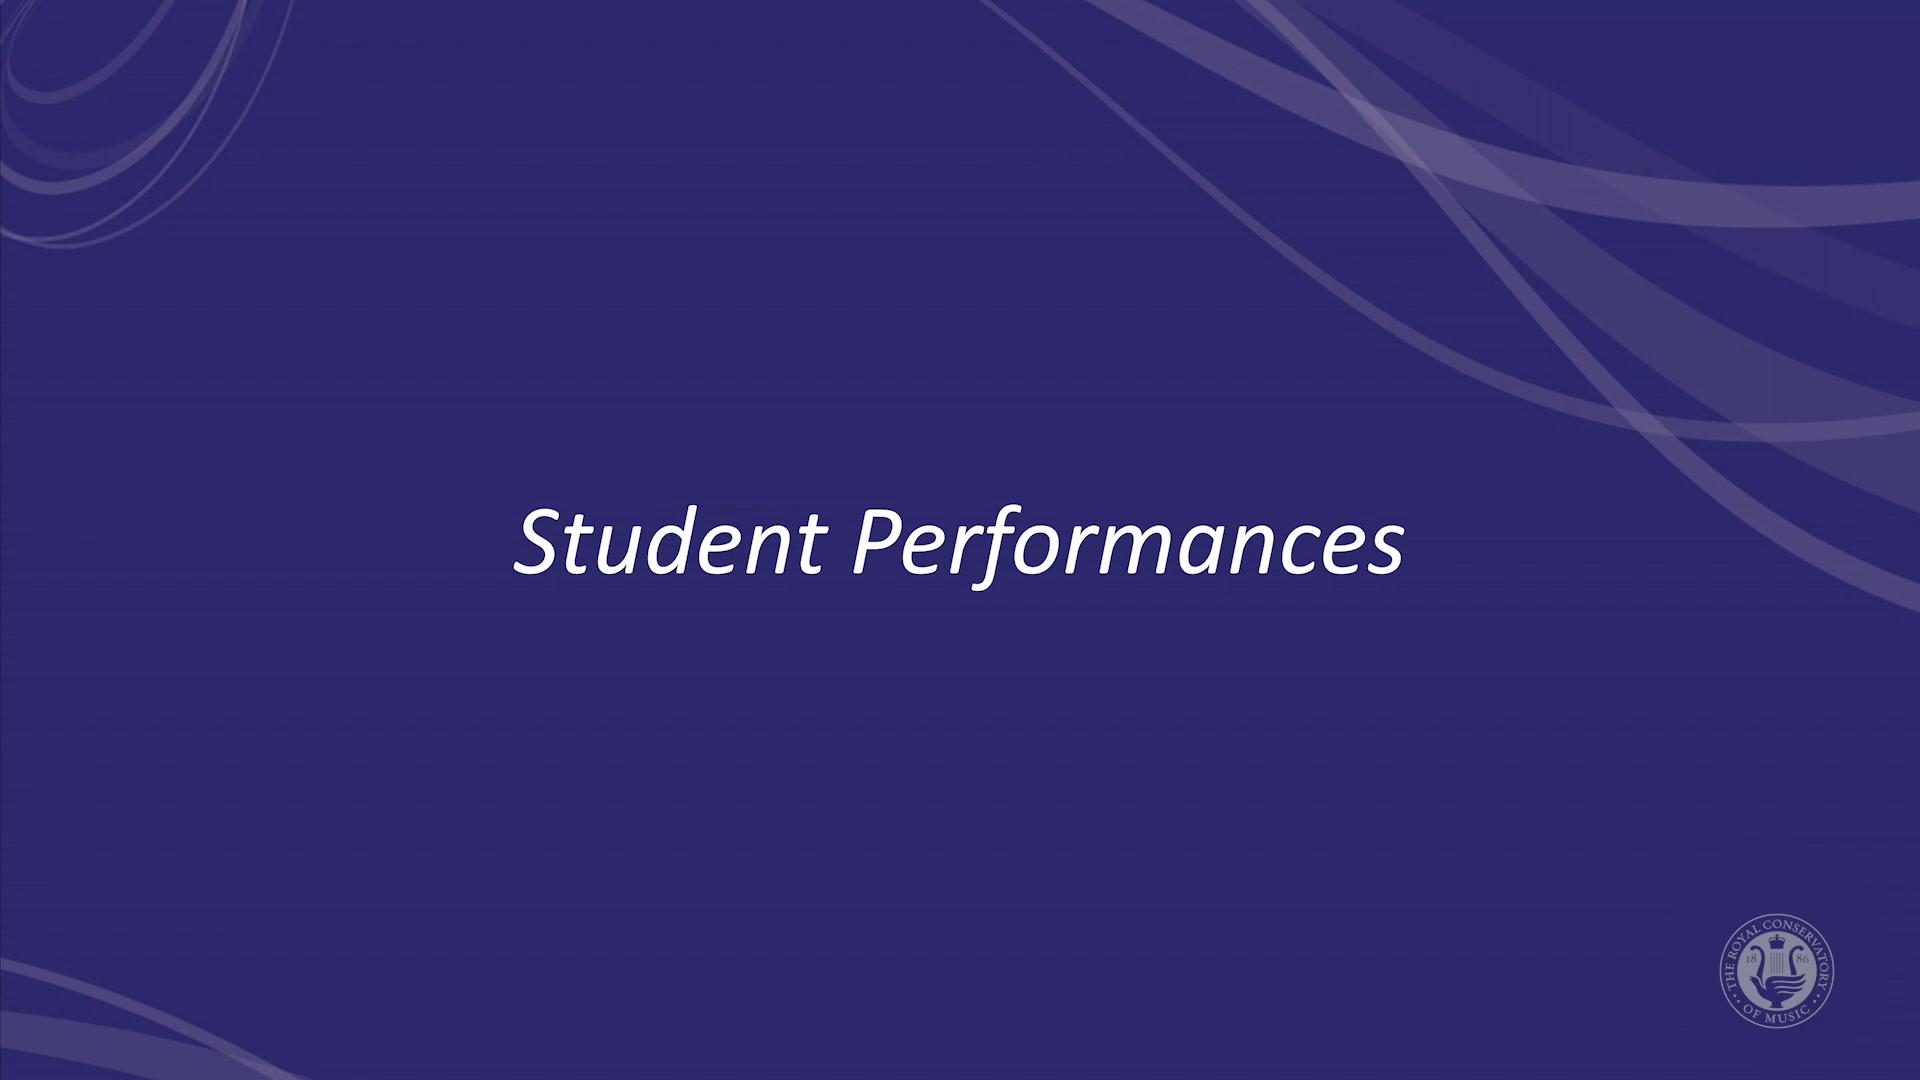 Student Performances
THE ROYAL CONSERVATORY
18 86
OF MUSIC